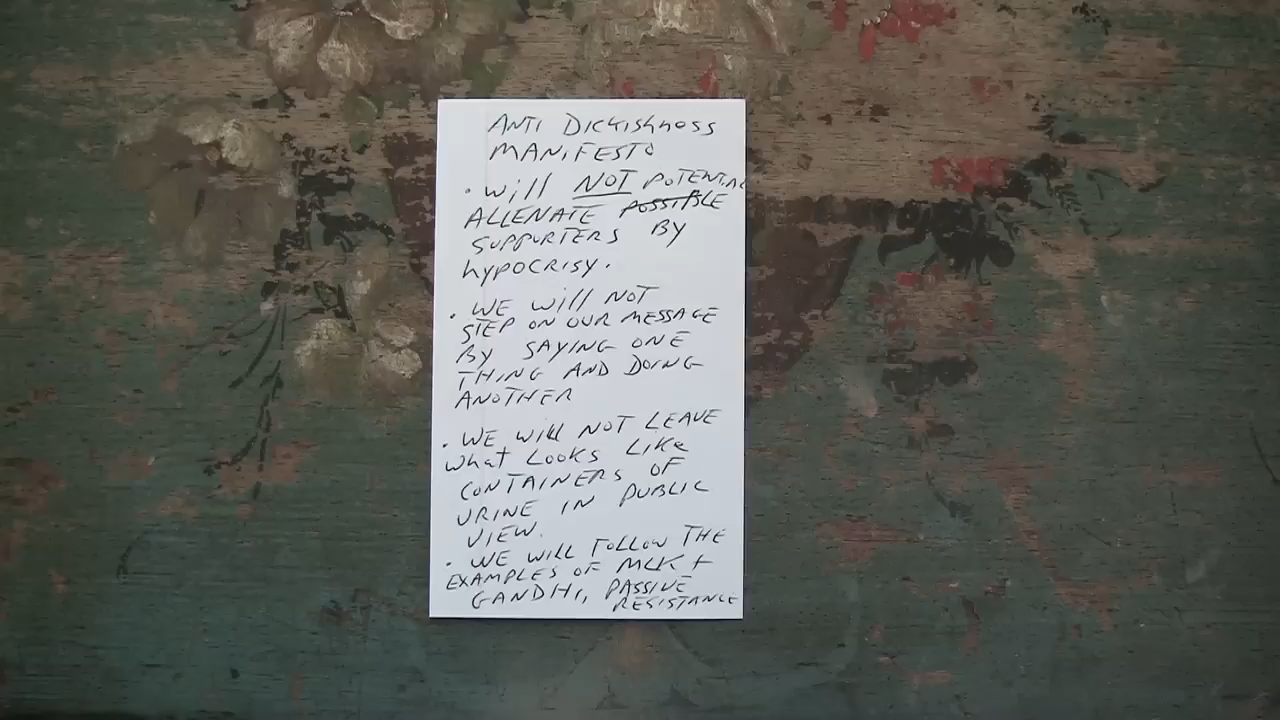 ANTI DICKISHNOSS
MANIFESTO
• Will NOT POTENTIAL
ALLENATE POSSIBLE
SUPPORTERS BY
hYPOCRISY.
• WE Will NOT
STEP ON OUR MESSAGE
BY SAYING ONE
THING AND DOING
ANOTHER
• WE Will NOT LEAVE
What LOOKS LIKe
CONTAINERS OF
URINE IN PUBLIC
VIEW.
• WE WILL FOLLOW THE
EXAMPLES OF MLK +
GANDHI, PASSIVE
RESISTANCE